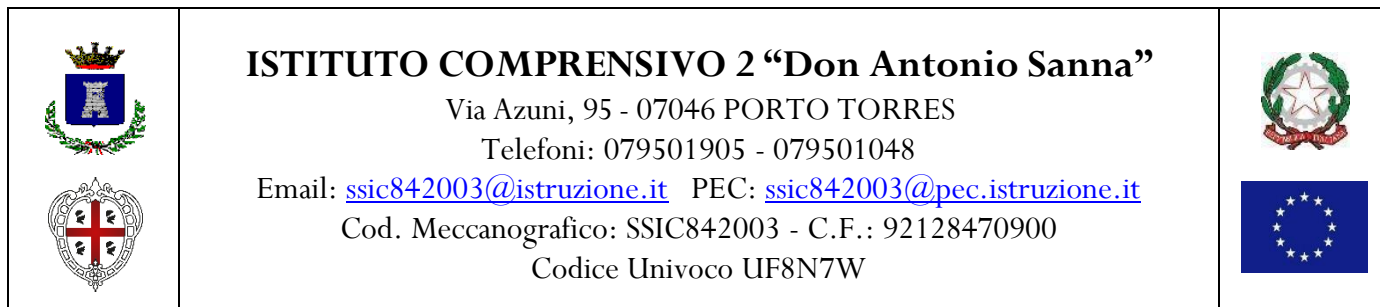 ISTITUTO COMPRENSIVO 2 “Don Antonio Sanna”
Via Azuni, 95 - 07046 PORTO TORRES
Telefoni: 079501905 - 079501048
Email: ssic842003@istruzione.it PEC: ssic842003@pec.istruzione.it
Cod. Meccanografico: SSIC842003 - C.F.: 92128470900
Codice Univoco UF8N7W